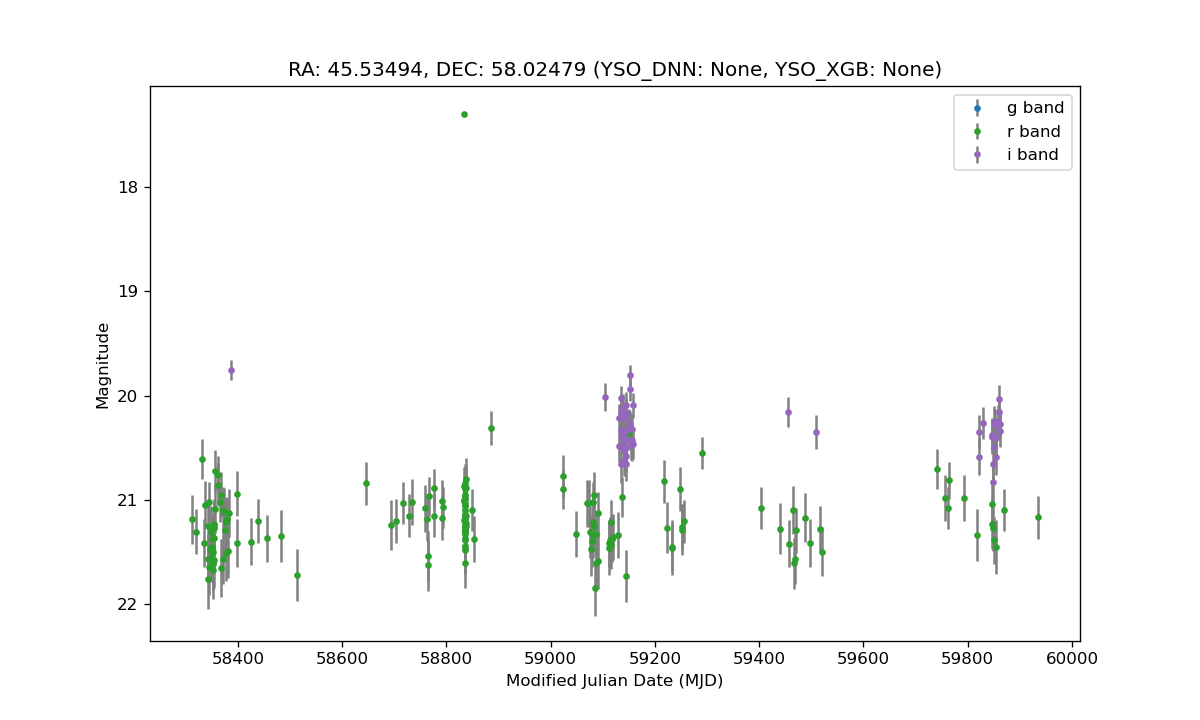 RA: 45.53494, DEC: 58.02479 (YSO_DNN: None, YSO_XGB: None)
g band
r band
i band
Magnitude
18
19
20
21
22
58400 58600 58800 59000 59200 59400 59600 59800 60000
Modified Julian Date (MJD)